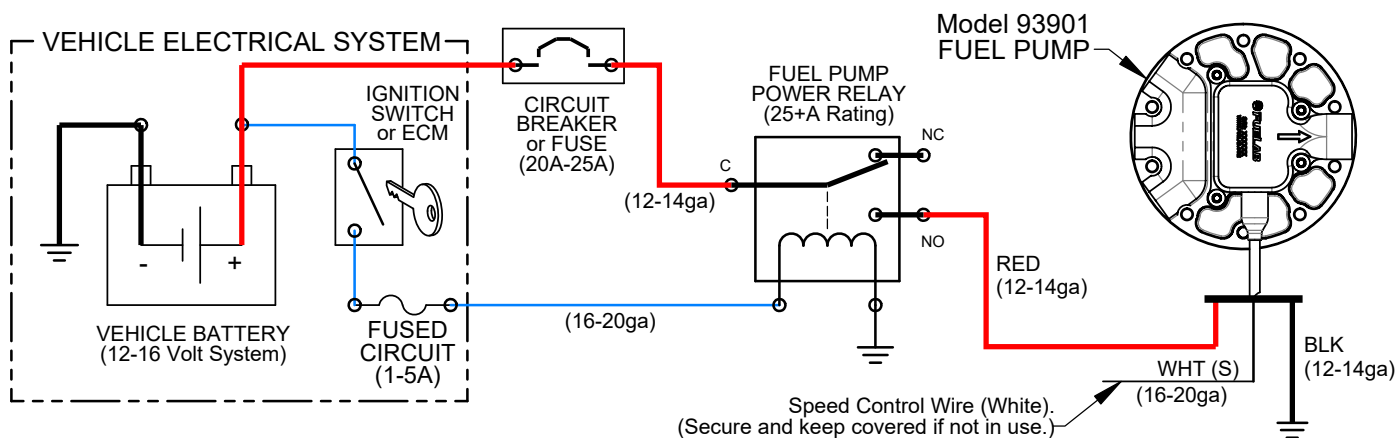 VEHICLE ELECTRICAL SYSTEM
IGNITION
SWITCH
or ECM
-
+
VEHICLE BATTERY
(12-16 Volt System)
FUSED
CIRCUIT
(1-5A)
CIRCUIT
BREAKER
or FUSE
(20A-25A)
(12-14ga)
(16-20ga)
FUEL PUMP
POWER RELAY
(25+A Rating)
C
NC
NO
RED
(12-14ga)
Model 93901
FUEL PUMP
FUELAB
WHT (S)
(16-20ga)
BLK
(12-14ga)
Speed Control Wire (White).
(Secure and keep covered if not in use.)